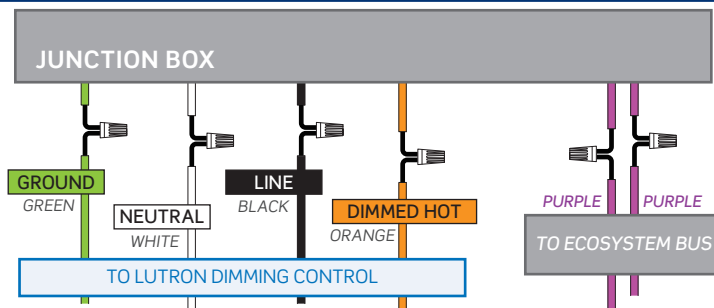 JUNCTION BOX
GROUND
GREEN
NEUTRAL
WHITE
LINE
BLACK
DIMMED HOT
ORANGE
PURPLE
PURPLE
TO ECOSYSTEM BUS
TO LUTRON DIMMING CONTROL